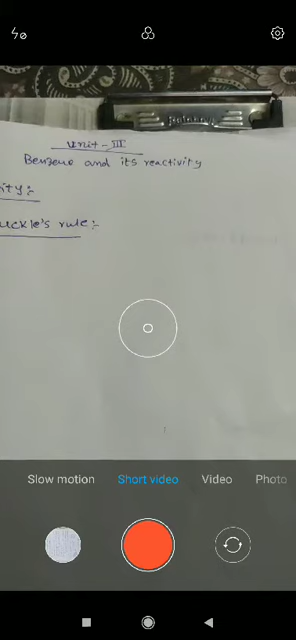 Unit - III
Benzene and its reactivity
ity:-
uckle's rule:-
Slow motion Short video Video Photo